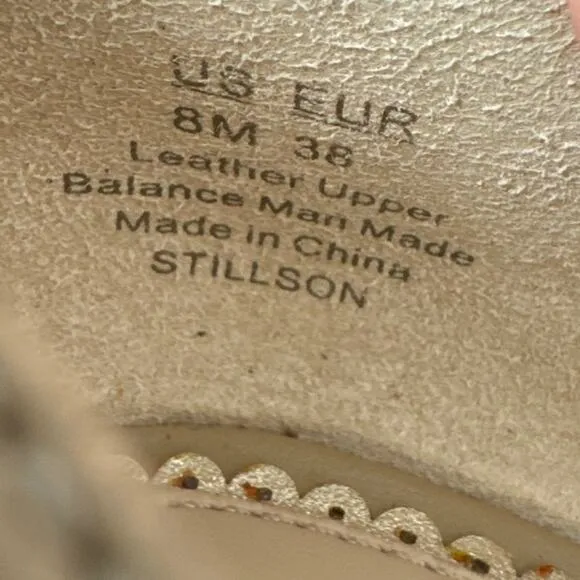 US EUR
8M 38
Leather Upper
Balance Man Made
Made in China
STILLSON